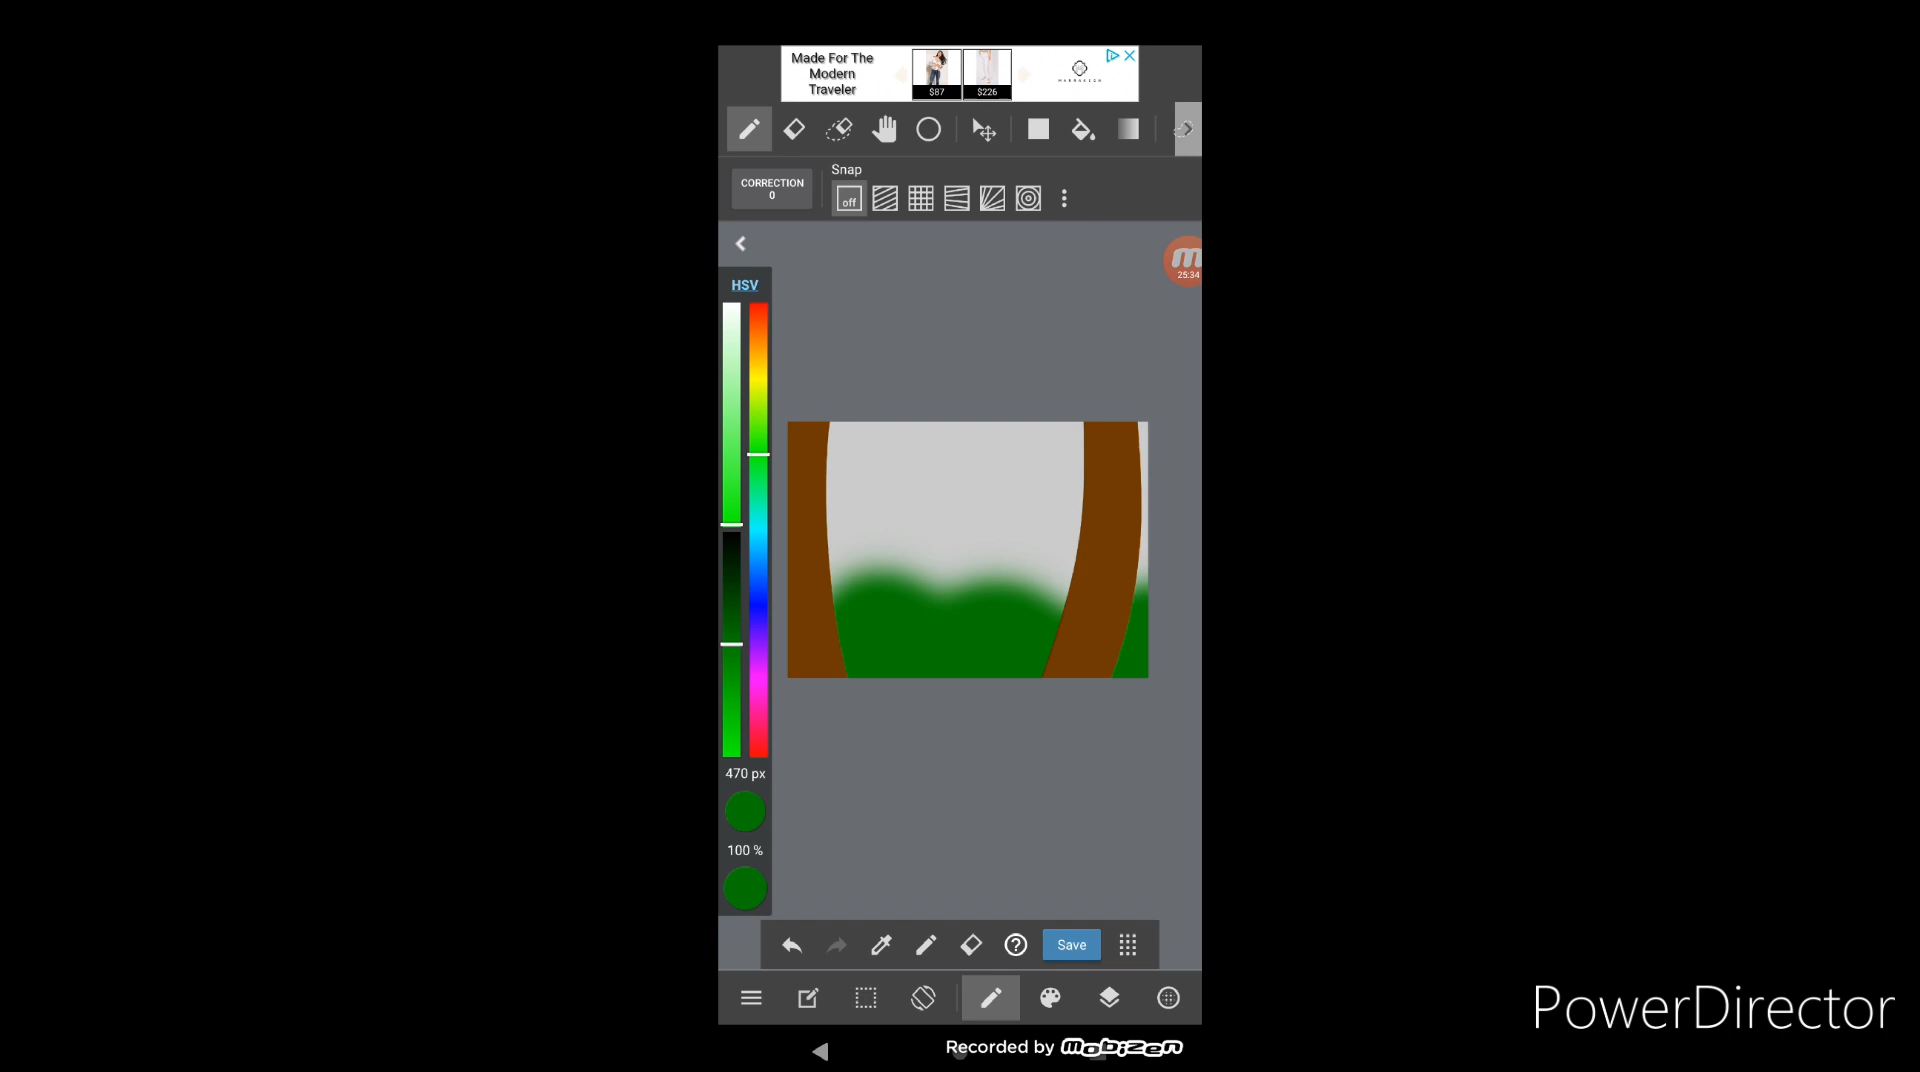 Made For The
Modern
Traveler
$87
$226
CORRECTION
0
Snap
off
25:34
HSV
470 px
100 %
Save
PowerDirector
Recorded by Mobizen